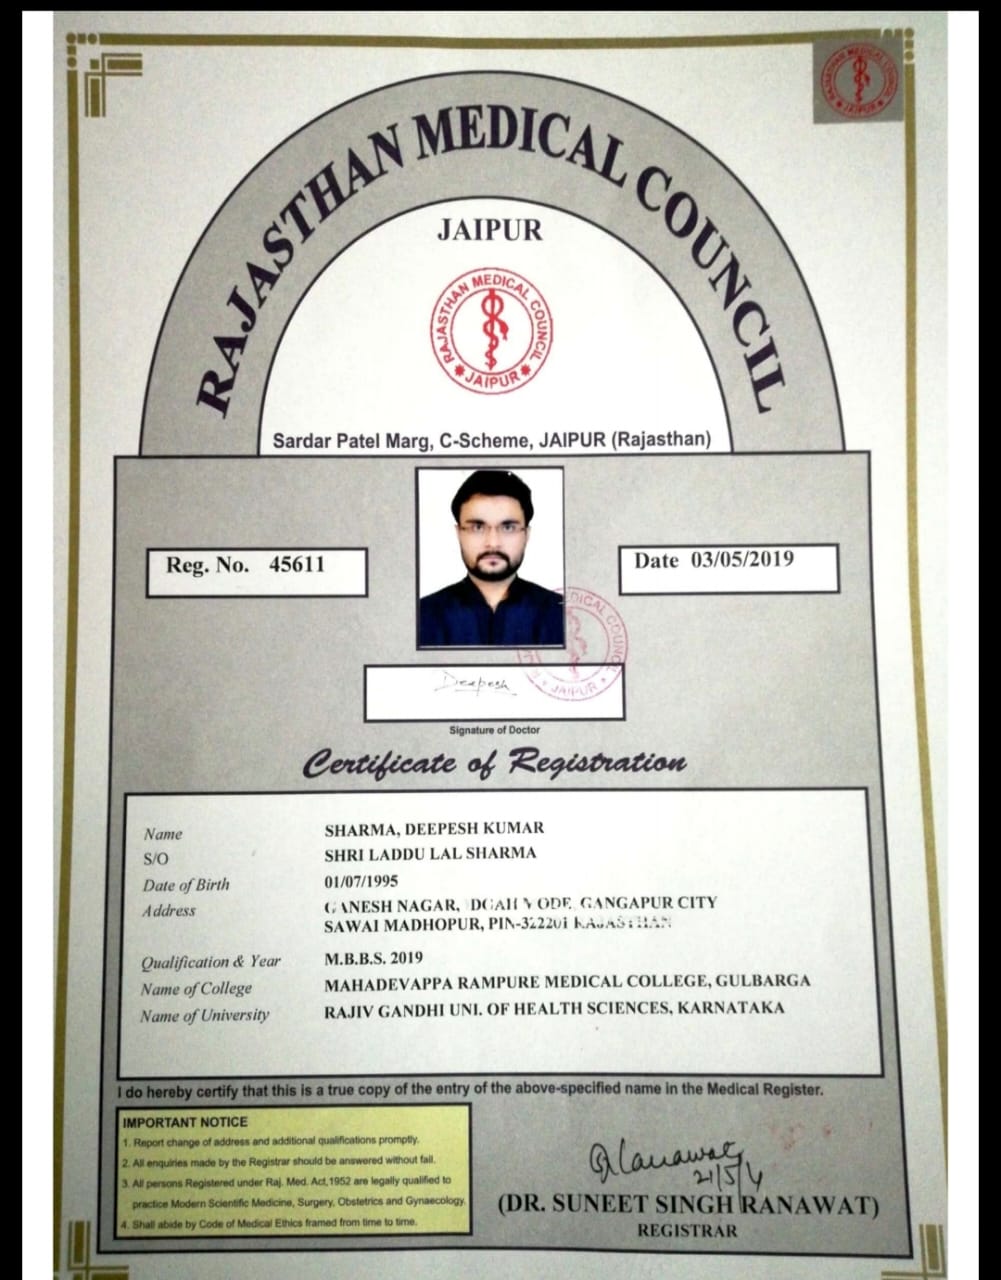 RAJASTHAN MEDICAL COUNCIL
JAIPUR
RAJASTHAN MEDICAL COUNCIL
JAIPUR
RAJASTHAN MEDICAL COUNCIL
JAIPUR
Sardar Patel Marg, C-Scheme, JAIPUR (Rajasthan)
Reg. No. 45611
Date 03/05/2019
Deepesh
MEDICAL COUNCIL
JAIPUR
Signature of Doctor
Certificate of Registration
Name SHARMA, DEEPESH KUMAR
S/O SHRI LADDU LAL SHARMA
Date of Birth 01/07/1995
Address GANESH NAGAR, GANGAPUR CITY
SAWAI MADHOPUR, PIN-322201 RAJASTHAN
Qualification & Year M.B.B.S. 2019
Name of College MAHADEVAPPA RAMPURE MEDICAL COLLEGE, GULBARGA
Name of University RAJIV GANDHI UNI. OF HEALTH SCIENCES, KARNATAKA
I do hereby certify that this is a true copy of the entry of the above-specified name in the Medical Register.
IMPORTANT NOTICE
1. Report change of address and additional qualifications promptly.
2. All enquiries made by the Registrar should be answered without fail.
3. All persons Registered under Raj. Med. Act,1952 are legally qualified to
practice Modern Scientific Medicine, Surgery, Obstetrics and Gynaecology.
4. Shall abide by Code of Medical Ethics framed from time to time.
(DR. SUNEET SINGH RANAWAT)
REGISTRAR